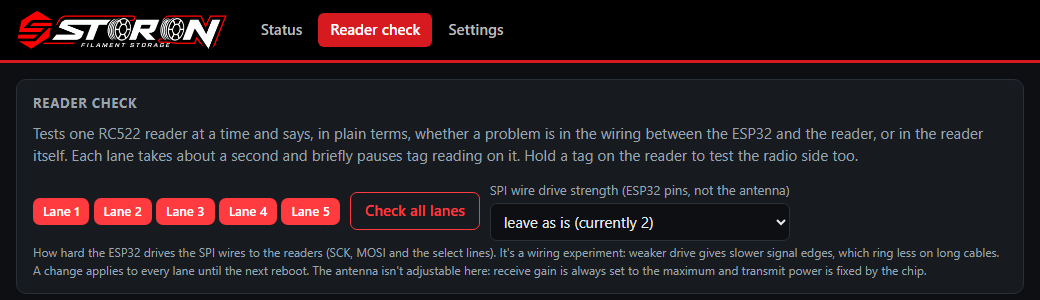 STORON
FILAMENT STORAGE
Status Reader check Settings
READER CHECK
Tests one RC522 reader at a time and says, in plain terms, whether a problem is in the wiring between the ESP32 and the reader, or in the reader
itself. Each lane takes about a second and briefly pauses tag reading on it. Hold a tag on the reader to test the radio side too.
SPI wire drive strength (ESP32 pins, not the antenna)
Lane 1 Lane 2 Lane 3 Lane 4 Lane 5 Check all lanes leave as is (currently 2)
How hard the ESP32 drives the SPI wires to the readers (SCK, MOSI and the select lines). It's a wiring experiment: weaker drive gives slower signal edges, which ring less on long cables.
A change applies to every lane until the next reboot. The antenna isn't adjustable here: receive gain is always set to the maximum and transmit power is fixed by the chip.